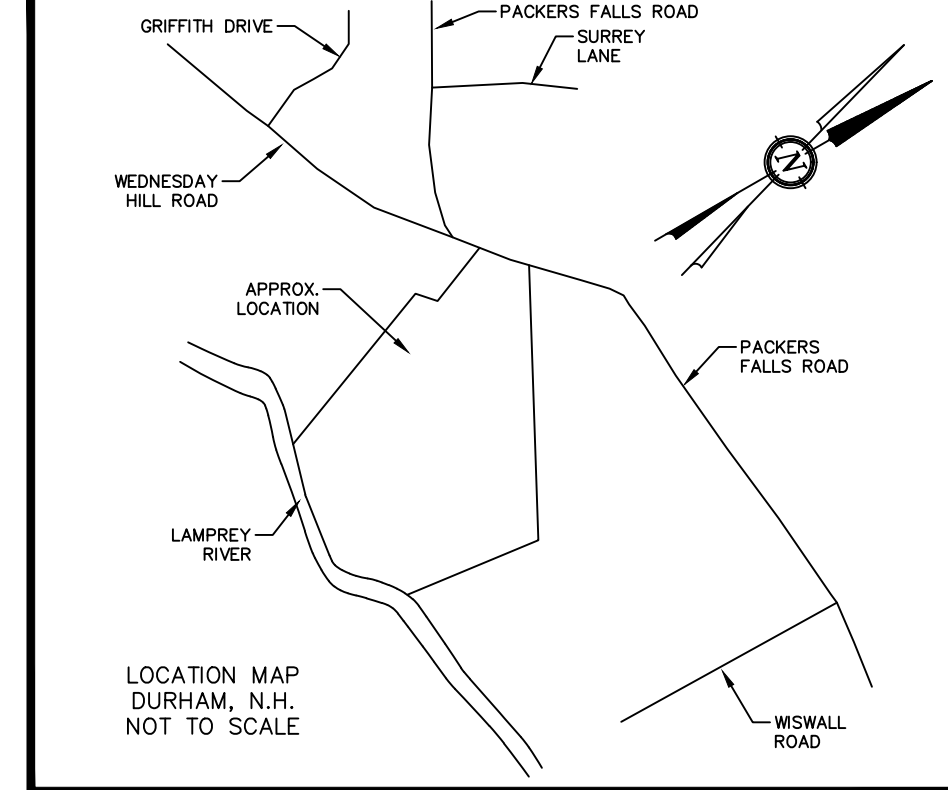 PACKERS FALLS ROAD
GRIFFITH DRIVE
SURREY
LANE
N
WEDNESDAY
HILL ROAD
APPROX.
LOCATION
PACKERS
FALLS ROAD
LAMPREY
RIVER
LOCATION MAP
DURHAM, N.H.
NOT TO SCALE
WISWALL
ROAD